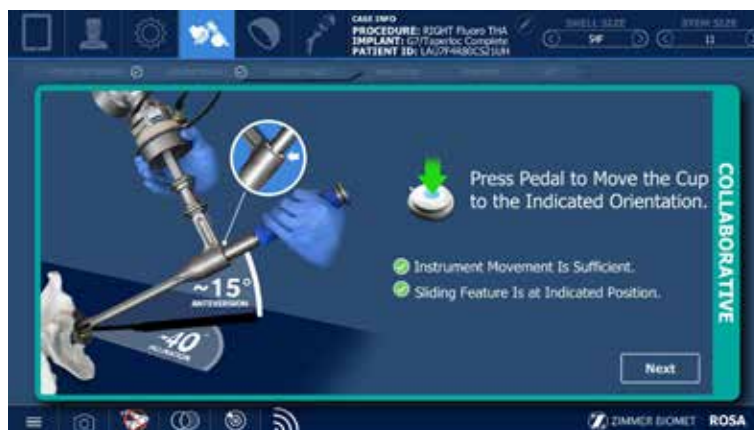 CASE INFO
PROCEDURE: RIGHT Fluoro THA
IMPLANT: G7/Taperloc Complete
SHELL SIZE
STEM SIZE
11
COLLABORATIVE
Press Pedal to Move the Cup
to the Indicated Orientation.
Instrument Movement Is Sufficient.
Sliding Feature Is at Indicated Position.
~15°
ANTEVERSION
~40°
INCLINATION
Next
ZIMMER BIOMET ROSA